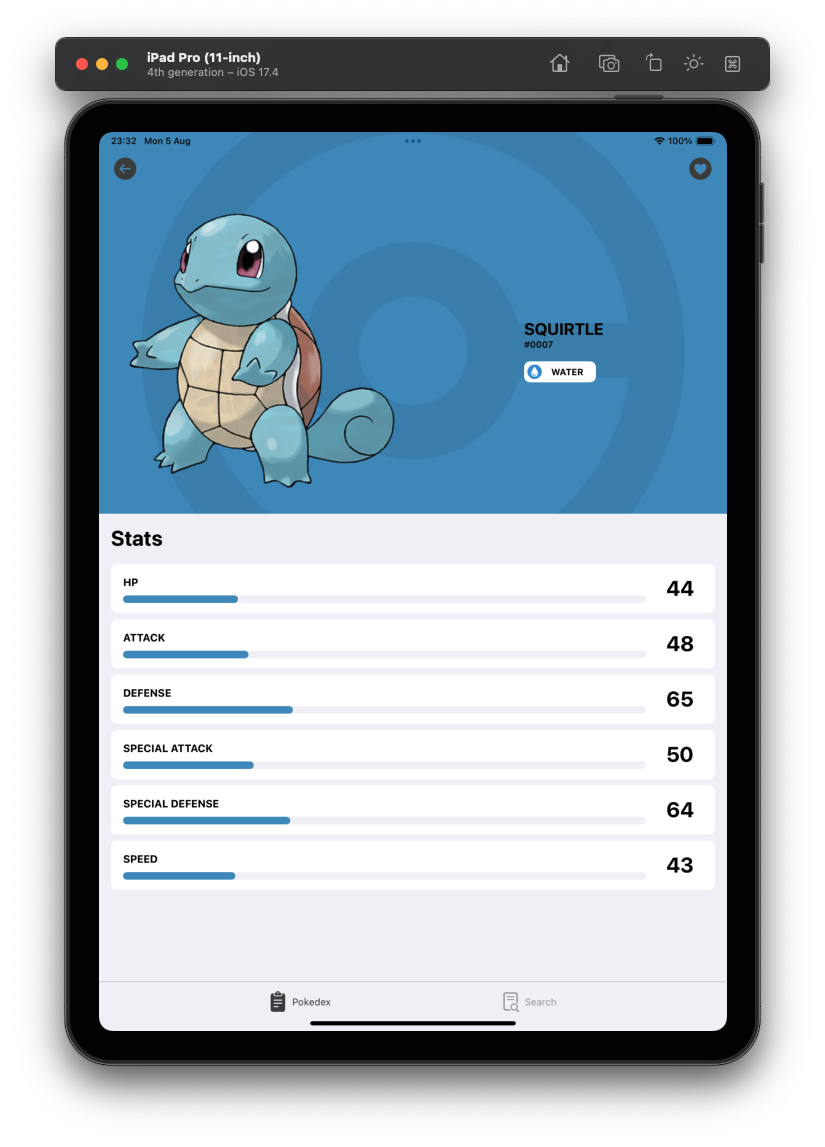 iPad Pro (11-inch)
4th generation – iOS 17.4
23:32 Mon 5 Aug
100%
SQUIRTLE
#0007
WATER
Stats
HP
44
ATTACK
48
DEFENSE
65
SPECIAL ATTACK
50
SPECIAL DEFENSE
64
SPEED
43
Pokedex
Search